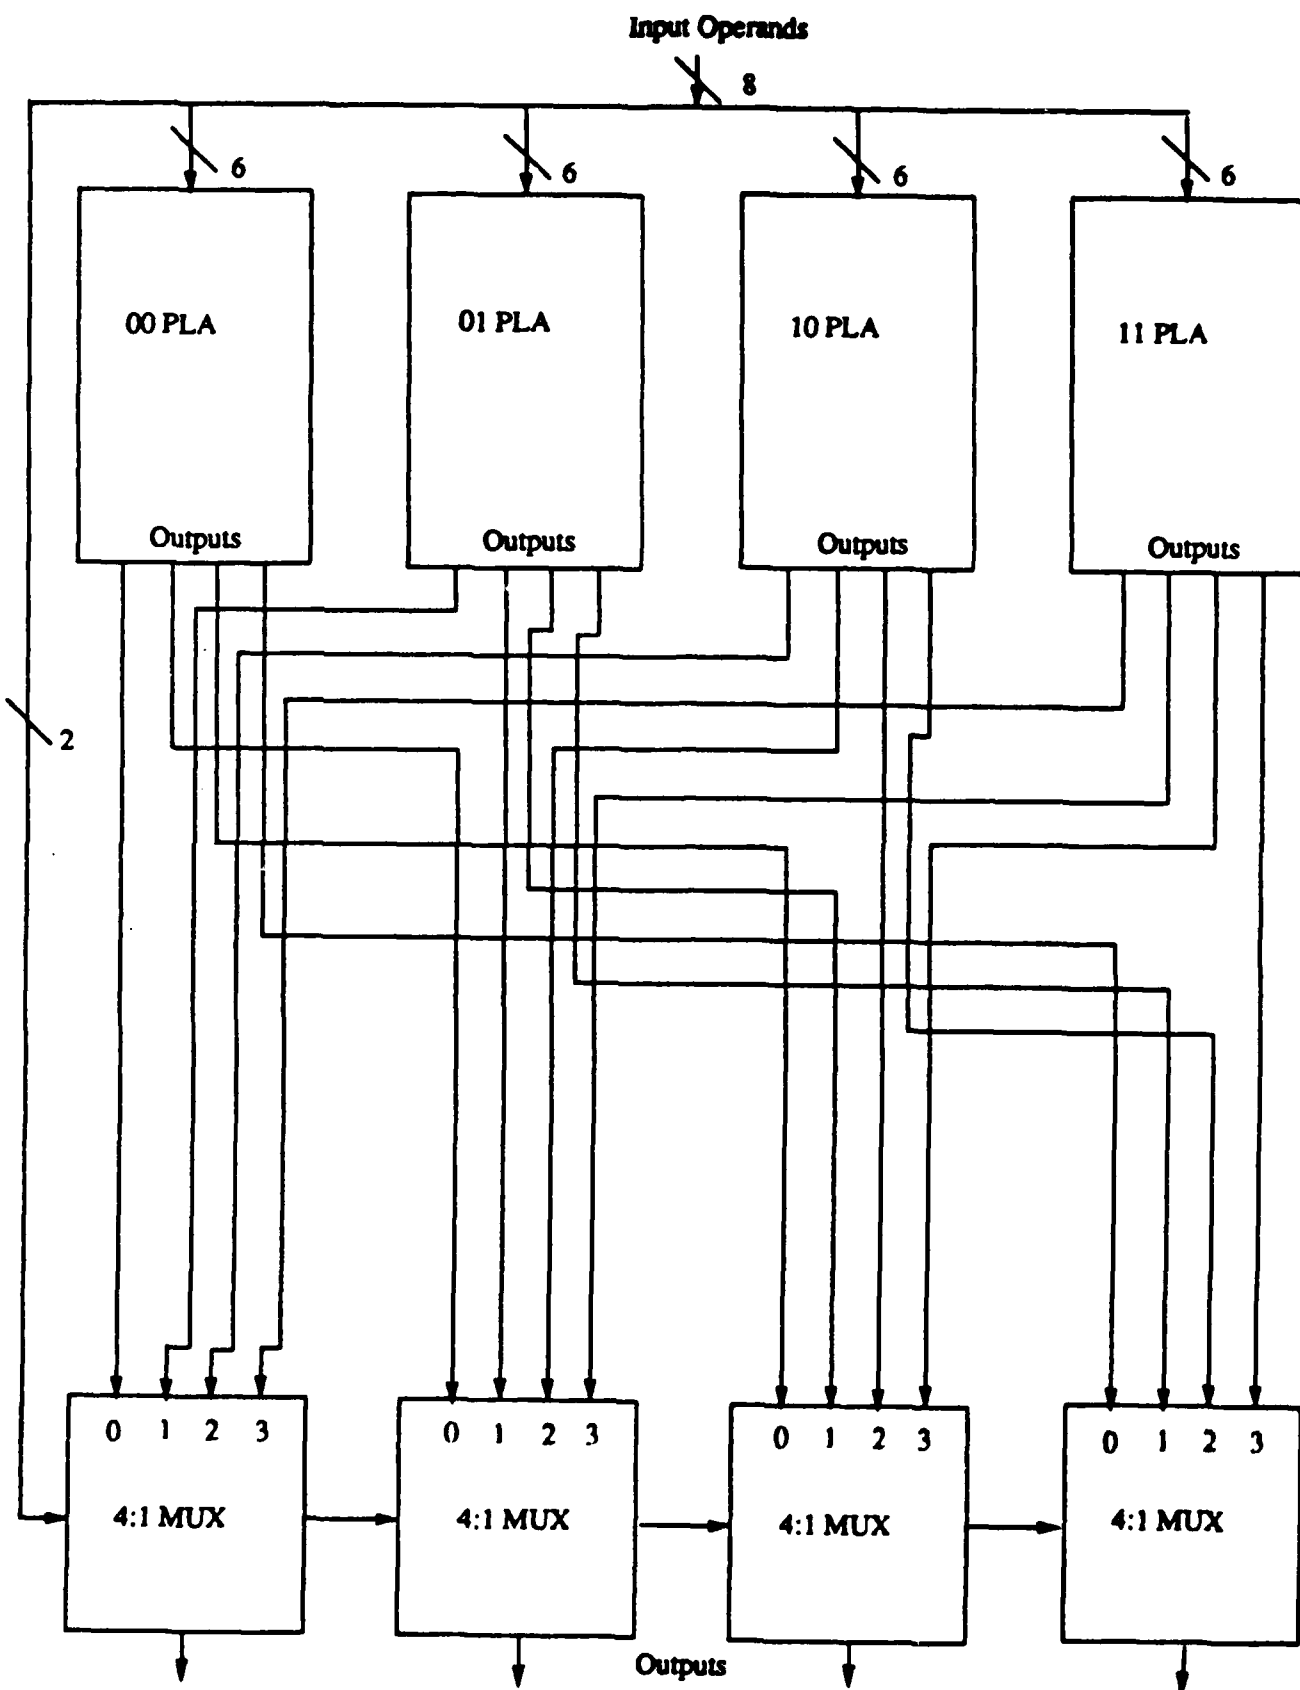 Input Operands
8
6 6 6 6
00 PLA 01 PLA 10 PLA 11 PLA
Outputs Outputs Outputs Outputs
2
0 1 2 3 0 1 2 3 0 1 2 3 0 1 2 3
4:1 MUX 4:1 MUX 4:1 MUX 4:1 MUX
Outputs